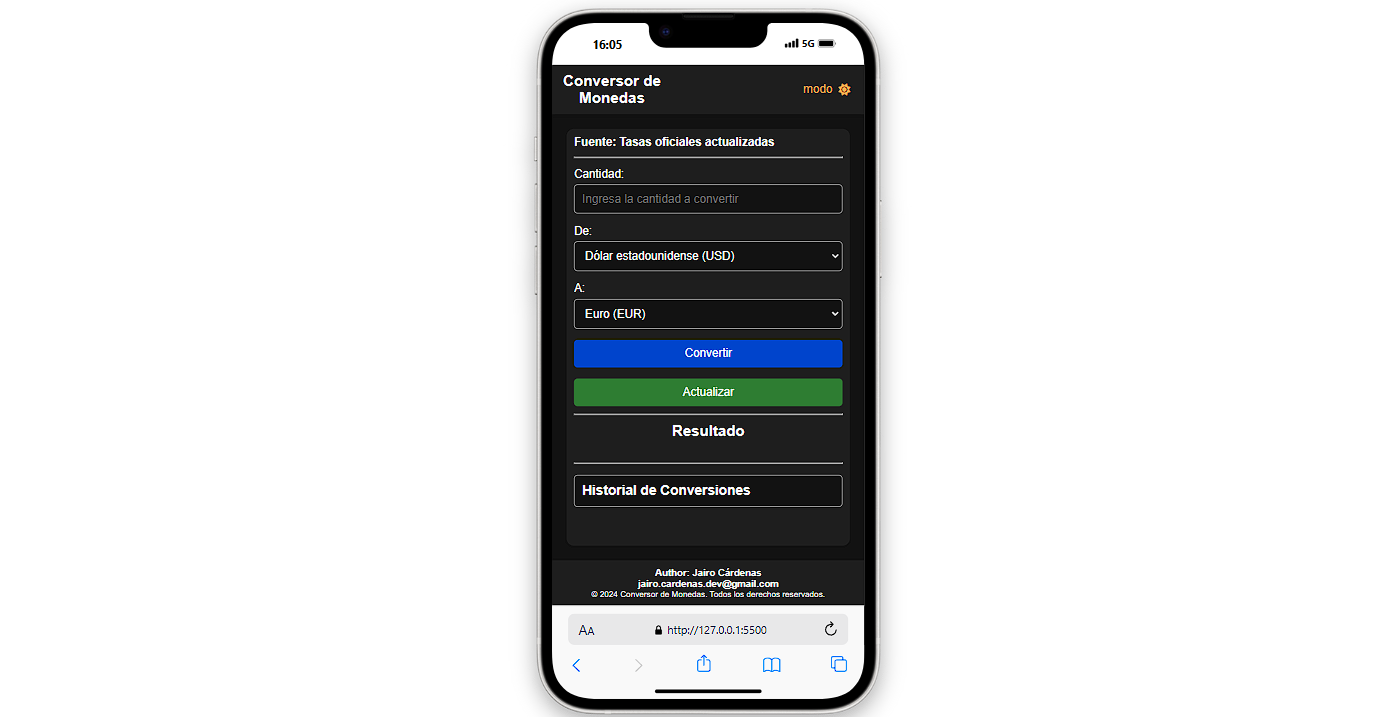 16:05
5G
Conversor de
Monedas
modo
Fuente: Tasas oficiales actualizadas
Cantidad:
Ingresa la cantidad a convertir
De:
Dólar estadounidense (USD)
A:
Euro (EUR)
Convertir
Actualizar
Resultado
Historial de Conversiones
Author: Jairo Cárdenas
jairo.cardenas.dev@gmail.com
© 2024 Conversor de Monedas. Todos los derechos reservados.
AA
http://127.0.0.1:5500